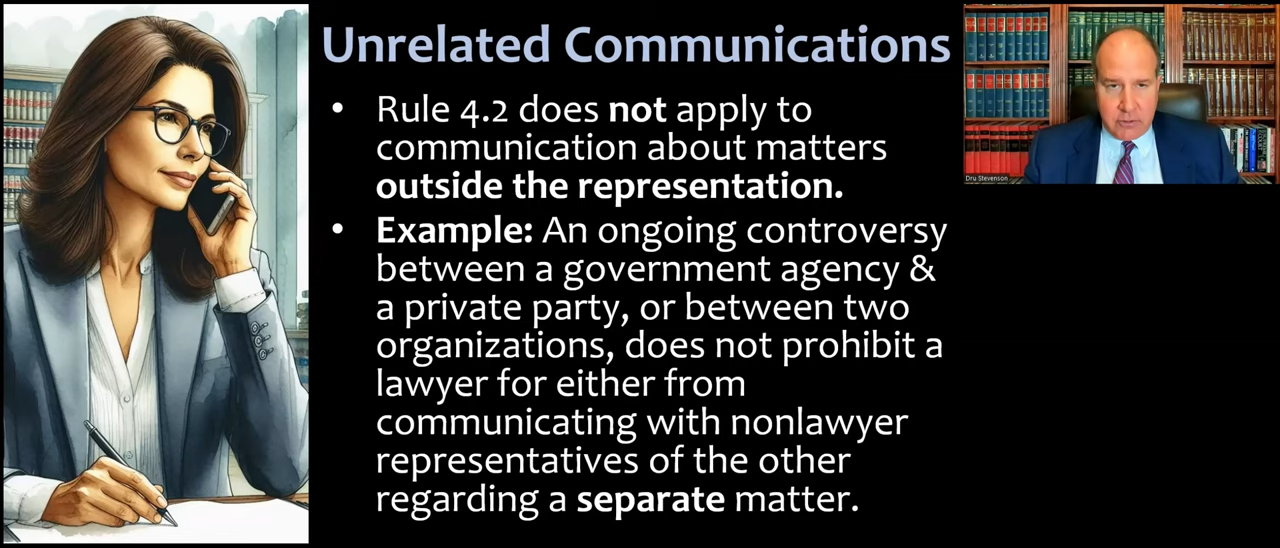 Unrelated Communications
• Rule 4.2 does not apply to
communication about matters
outside the representation.
• Example: An ongoing controversy
between a government agency &
a private party, or between two
organizations, does not prohibit a
lawyer for either from
communicating with nonlawyer
representatives of the other
regarding a separate matter.
Dru Stevenson